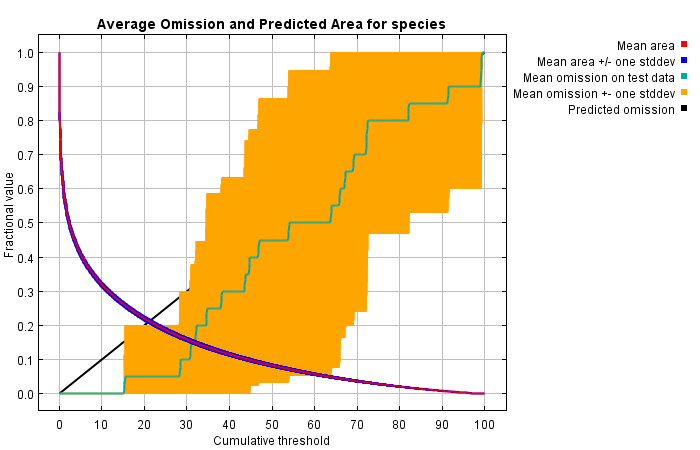 Average Omission and Predicted Area for species
Mean area
Mean area +/- one stddev
Mean omission on test data
Mean omission +- one stddev
Predicted omission
Fractional value
1.0
0.9
0.8
0.7
0.6
0.5
0.4
0.3
0.2
0.1
0.0
0 10 20 30 40 50 60 70 80 90 100
Cumulative threshold